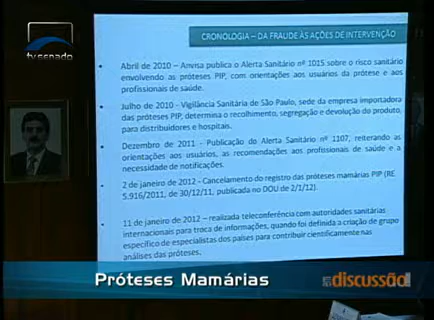 tv senado
CRONOLOGIA – DA FRAUDE ÀS AÇÕES DE INTERVENÇÃO
• Abril de 2010 – Anvisa publica o Alerta Sanitário nº 1015 sobre o risco sanitário
envolvendo as próteses PIP, com orientações aos usuários da prótese e aos
profissionais de saúde.
• Julho de 2010 - Vigilância Sanitária de São Paulo, sede da empresa importadora
das próteses PIP, determina o recolhimento, segregação e devolução do produto,
para distribuidores e hospitais.
• Dezembro de 2011 - Publicação do Alerta Sanitário nº 1107, reiterando as
orientações aos usuários, as recomendações aos profissionais de saúde e a
necessidade de notificações.
• 2 de janeiro de 2012 - Cancelamento do registro das próteses mamárias PIP (RE
5.916/2011, de 30/12/11, publicada no DOU de 2/1/12).
• 11 de janeiro de 2012 – realizada teleconferência com autoridades sanitárias
internacionais para troca de informações, quando foi definida a criação de grupo
específico de especialistas dos países para contribuir cientificamente nas
análises das próteses.
Próteses Mamárias
em discussão!